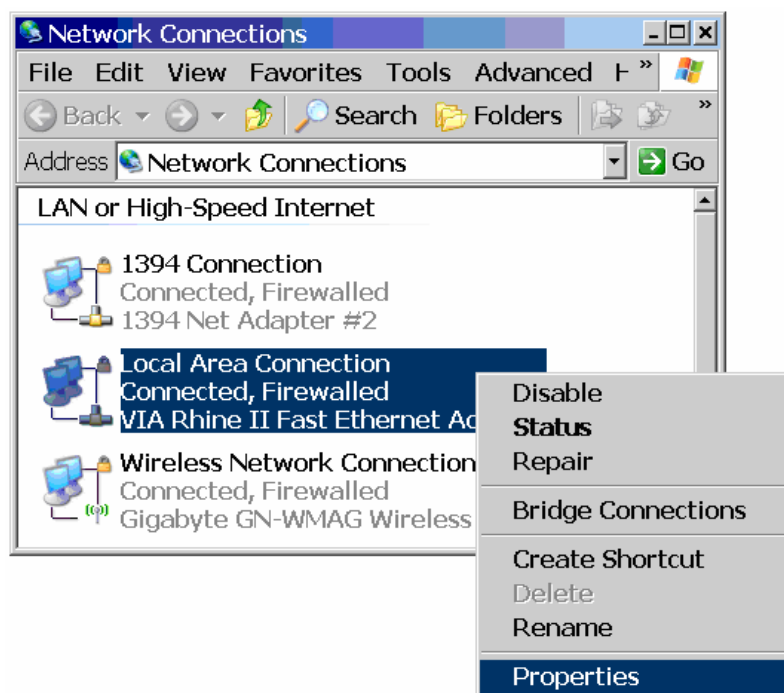 Network Connections
File Edit View Favorites Tools Advanced »
Back Search Folders »
Address Network Connections Go
LAN or High-Speed Internet
1394 Connection
Connected, Firewalled
1394 Net Adapter #2
Local Area Connection
Connected, Firewalled
VIA Rhine II Fast Ethernet
Wireless Network Connection
Connected, Firewalled
Gigabyte GN-WMAG Wireless
Disable
Status
Repair
Bridge Connections
Create Shortcut
Delete
Rename
Properties